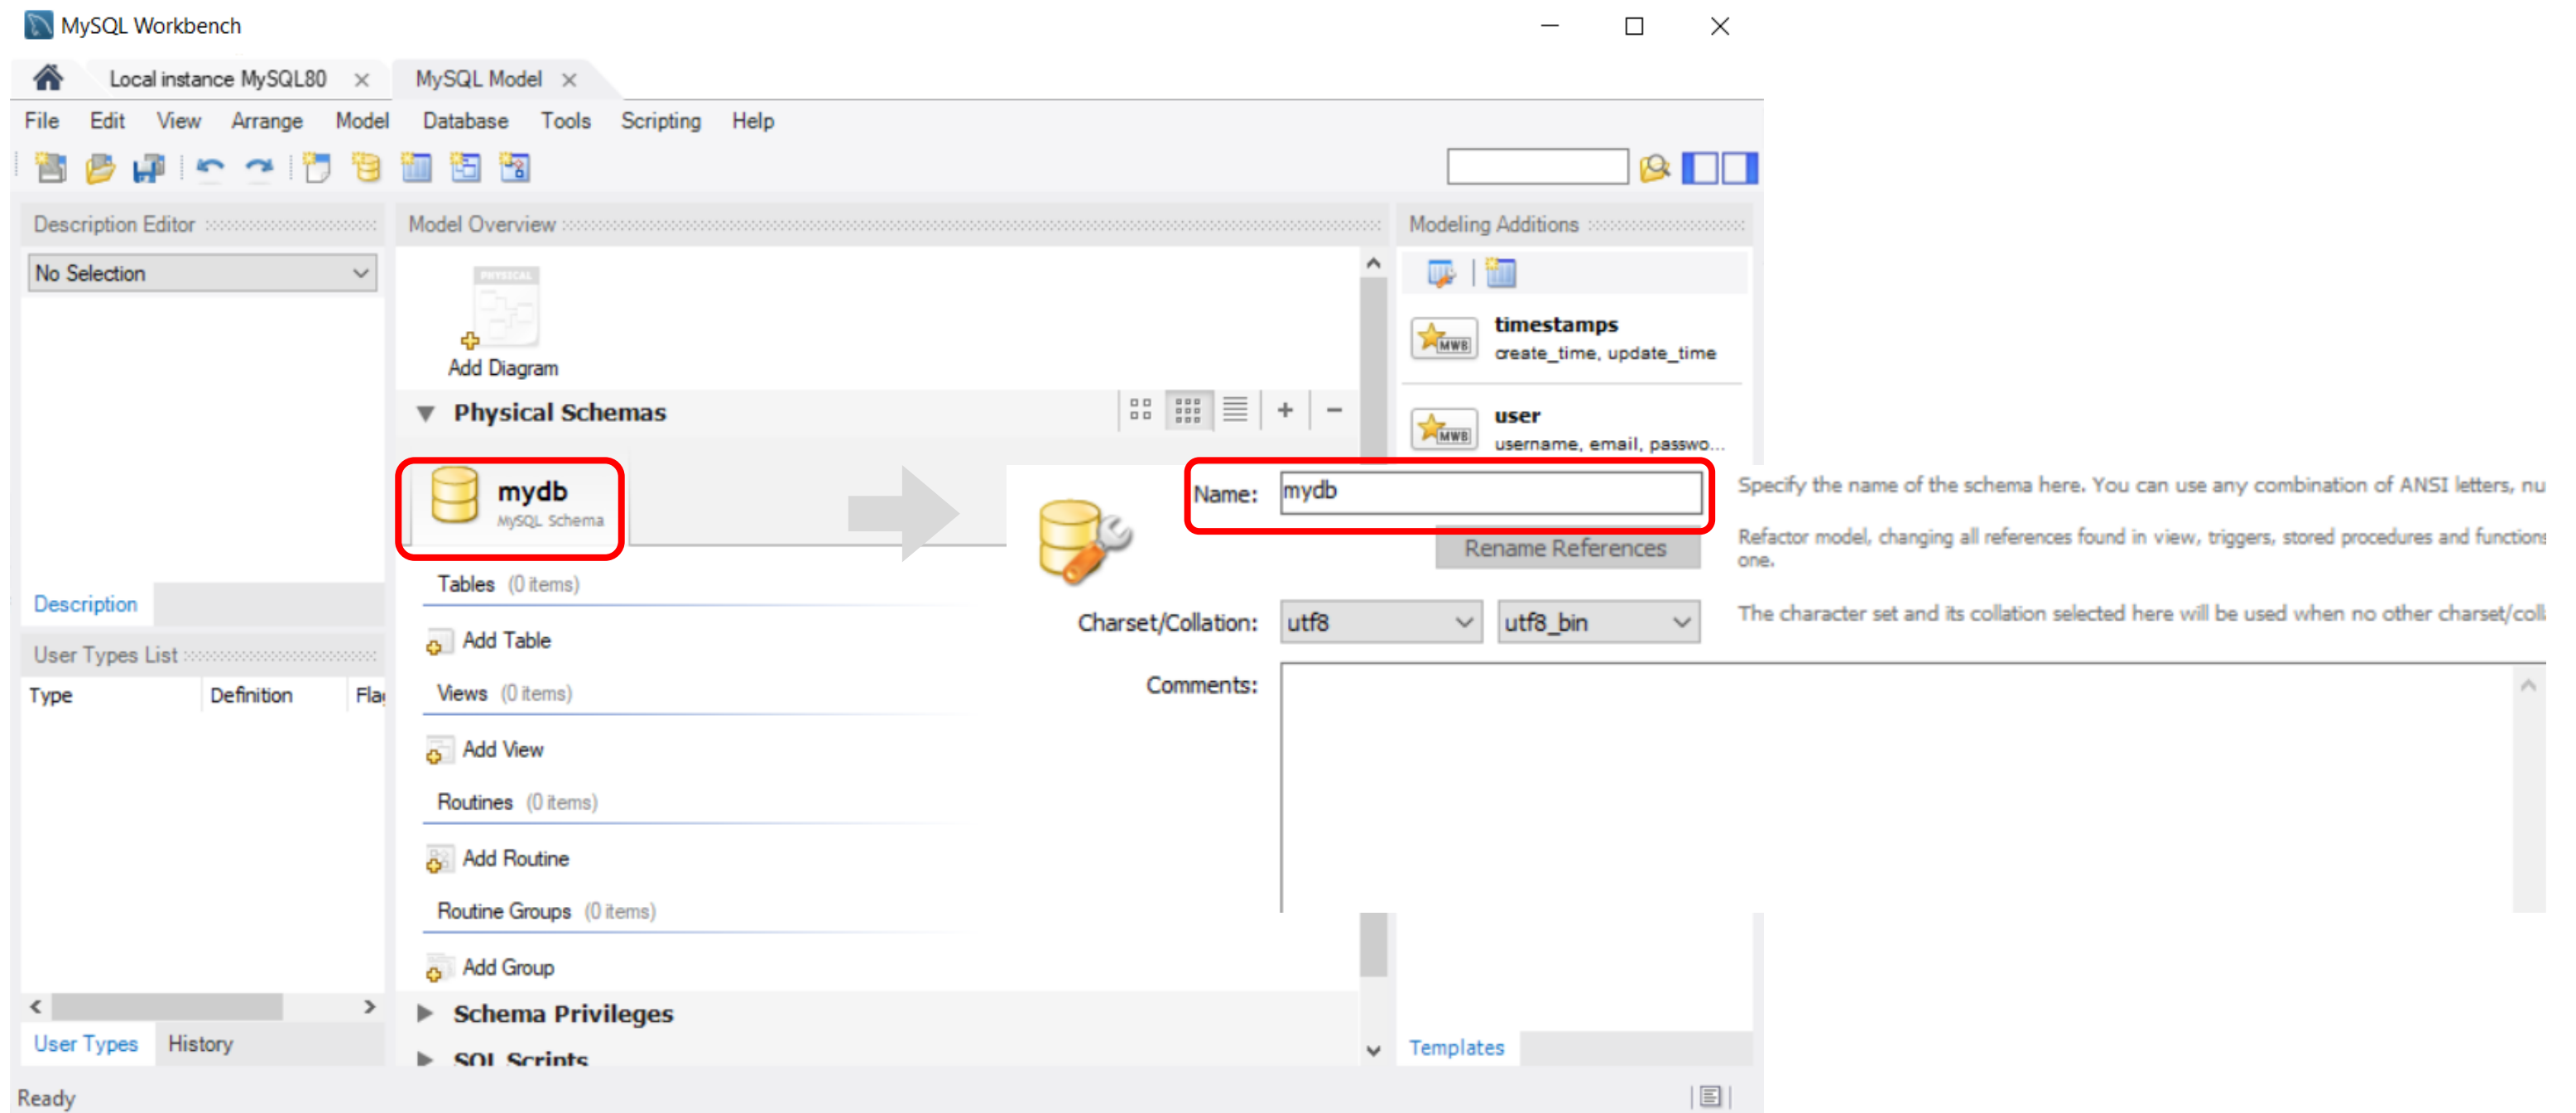 MySQL Workbench
Local instance MySQL80
MySQL Model
File Edit View Arrange Model Database Tools Scripting Help
Description Editor
No Selection
Description
User Types List
Type Definition
User Types History
Ready
Model Overview
PHYSICAL
Add Diagram
Physical Schemas
mydb
MySQL Schema
Tables (0 items)
Add Table
Views (0 items)
Add View
Routines (0 items)
Add Routine
Routine Groups (0 items)
Add Group
Schema Privileges
SQL Scripts
Modeling Additions
MWB
timestamps
create_time, update_time
MWB
user
username, email, passwo...
Templates
Name: mydb
Specify the name of the schema here. You can use any combination of ANSI letters, nu
Rename References
Refactor model, changing all references found in view, triggers, stored procedures and functions
one.
Charset/Collation: utf8 utf8_bin
The character set and its collation selected here will be used when no other charset/coll
Comments: